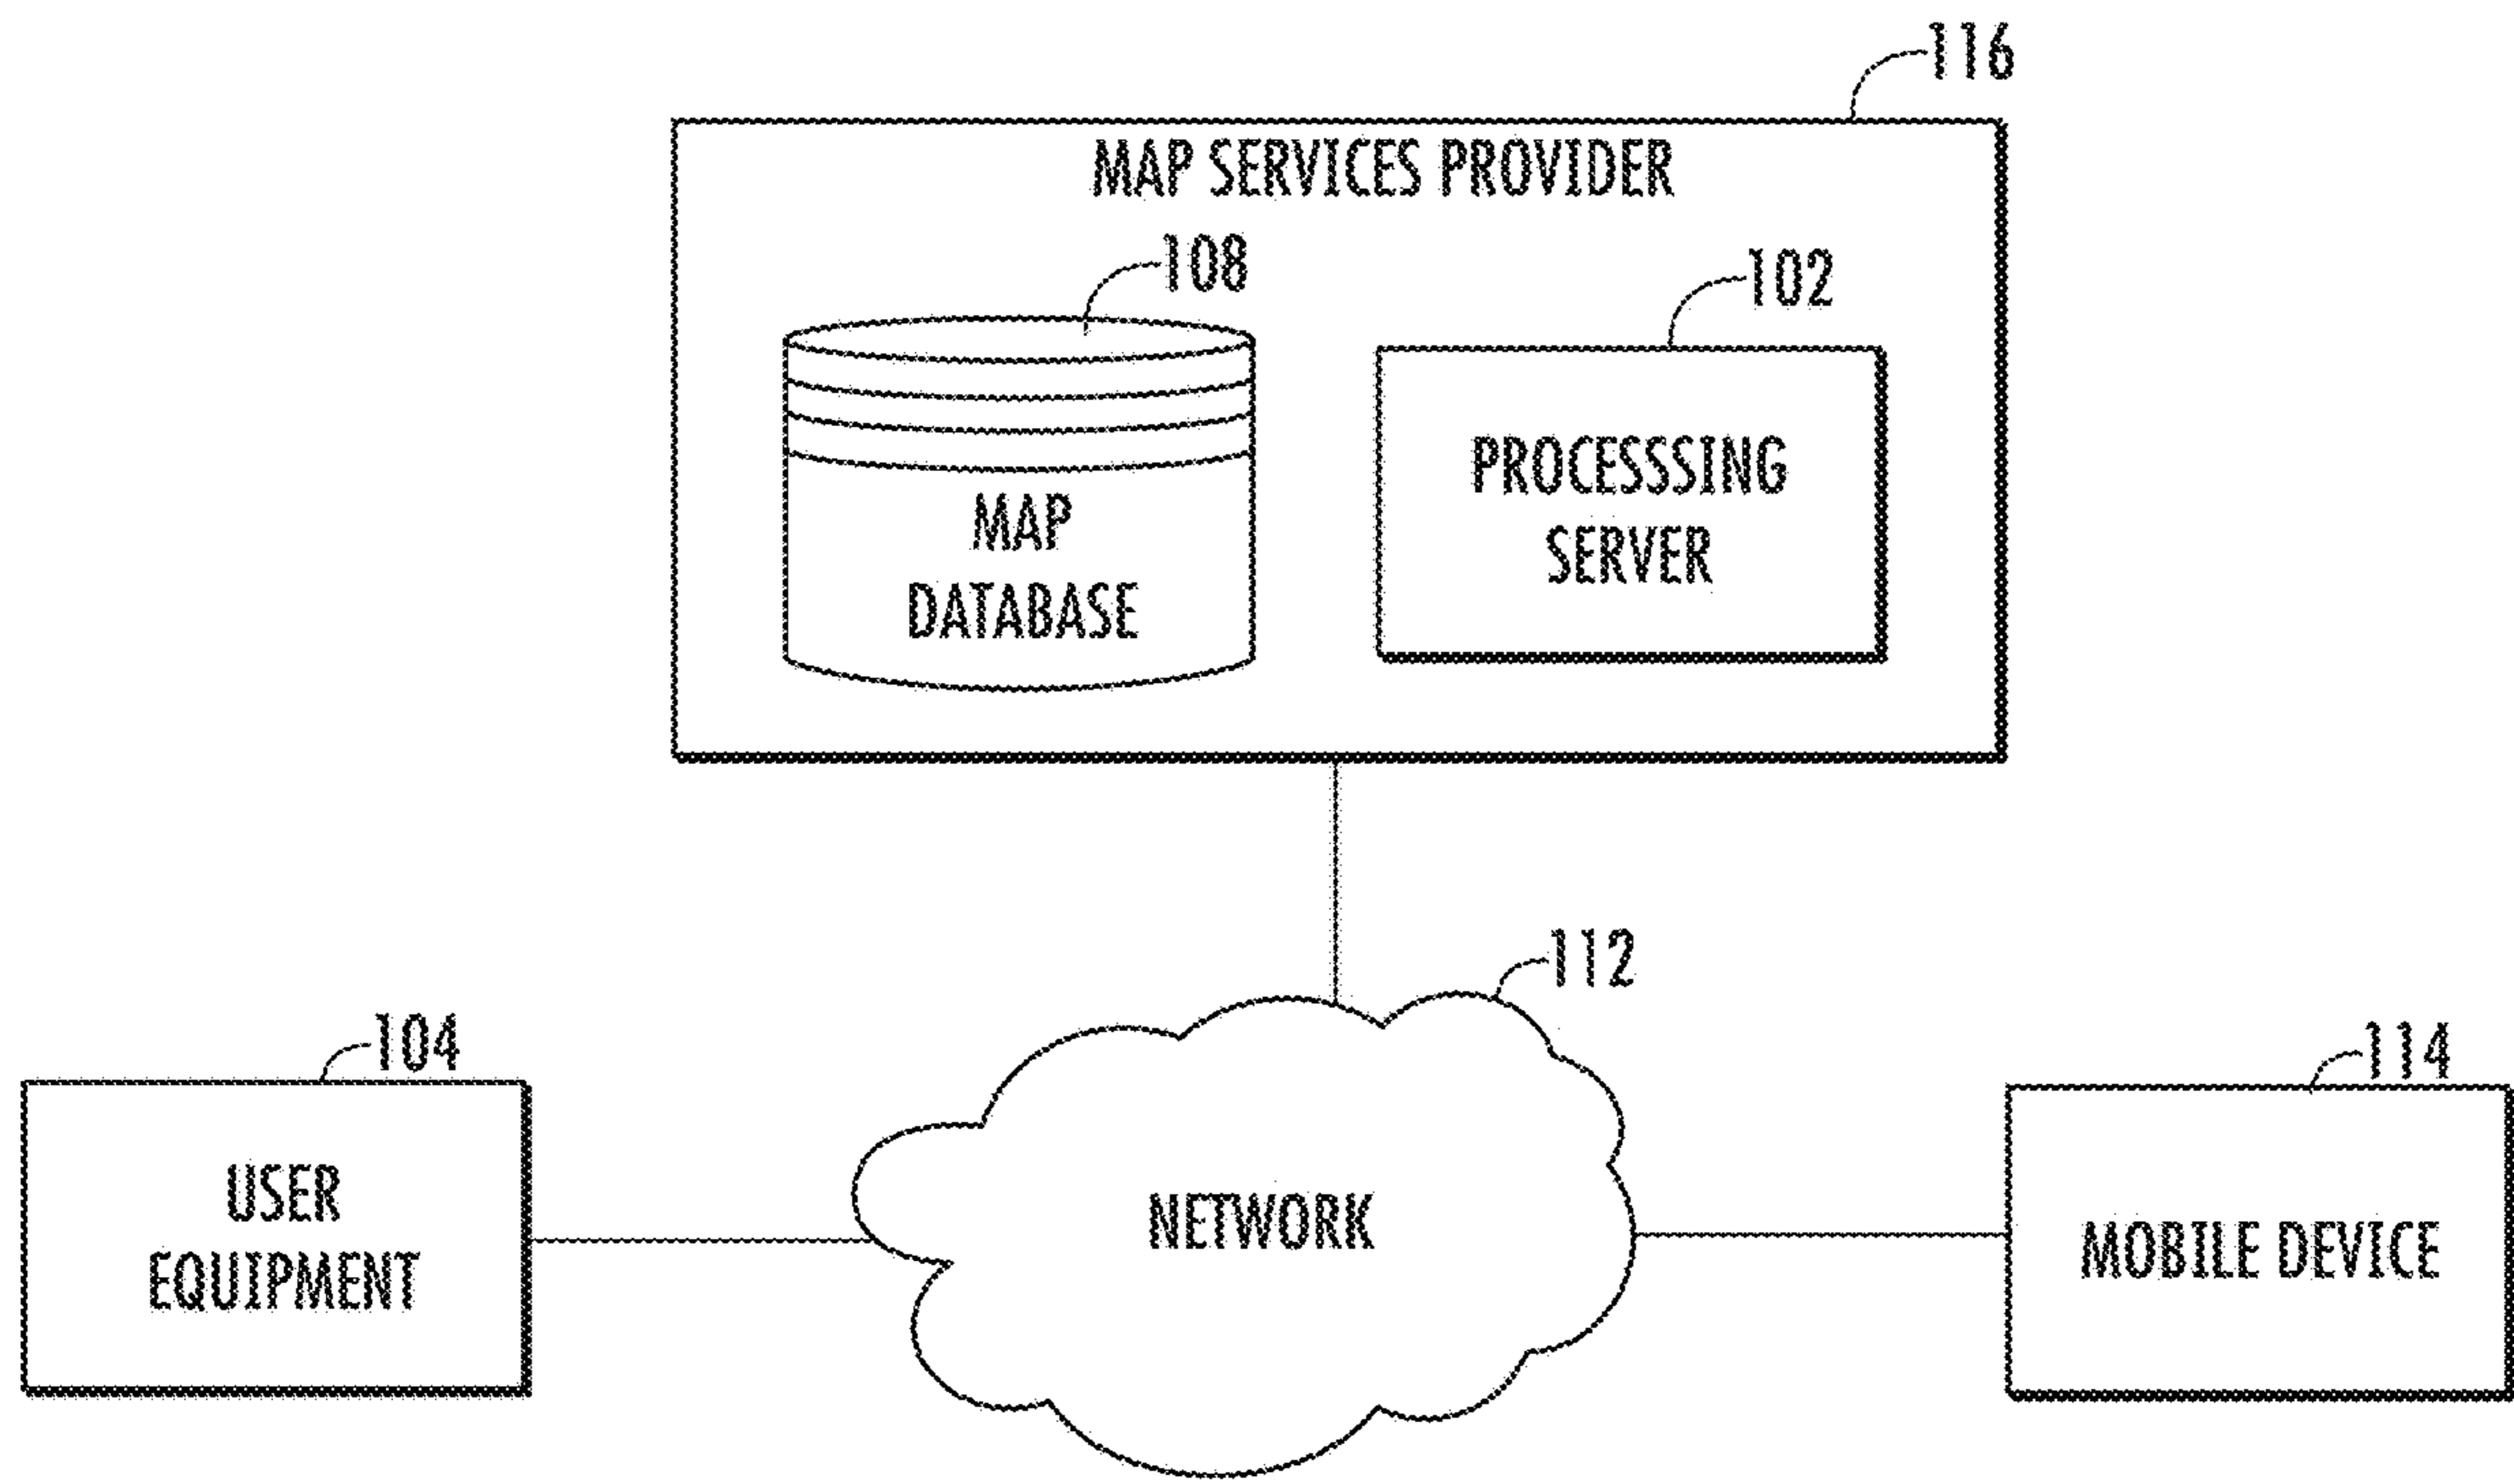 116
MAP SERVICES PROVIDER
108
102
MAP
DATABASE
PROCESSSING
SERVER
112
104
114
USER
EQUIPMENT
NETWORK
MOBILE DEVICE